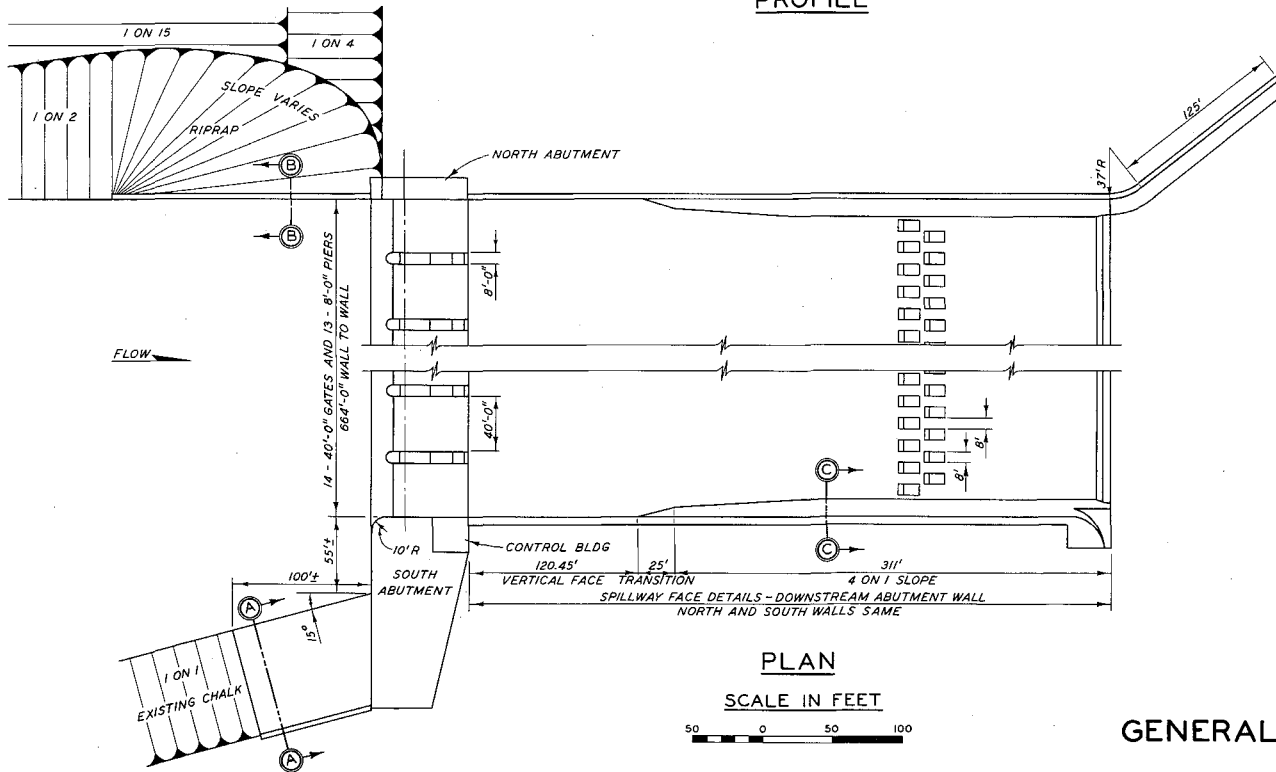 PROFILE
1 ON 15
1 ON 4
1 ON 2
SLOPE VARIES
RIPRAP
B
B
NORTH ABUTMENT
125'
37'R
8'-0"
14 - 40'-0" GATES AND 13 - 8'-0" PIERS
664'-0" WALL TO WALL
FLOW
40'-0"
8'
8'
C
C
10'R
CONTROL BLDG
55'±
SOUTH
ABUTMENT
100'±
A
15°
120.45'
25'
311'
VERTICAL FACE
TRANSITION
4 ON 1 SLOPE
SPILLWAY FACE DETAILS - DOWNSTREAM ABUTMENT WALL
NORTH AND SOUTH WALLS SAME
1 ON 1
EXISTING CHALK
A
PLAN
SCALE IN FEET
50 0 50 100
GENERAL